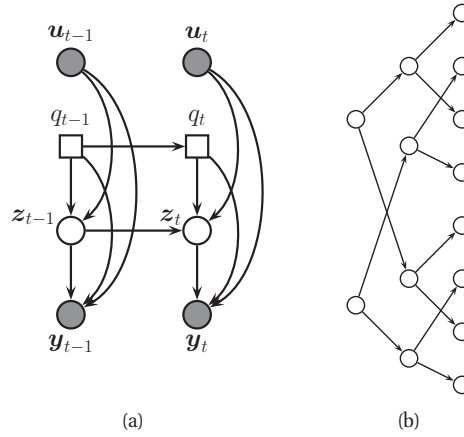 u_{t−1} u_t
q_{t−1} q_t
z_{t−1} z_t
y_{t−1} y_t
(a) (b)